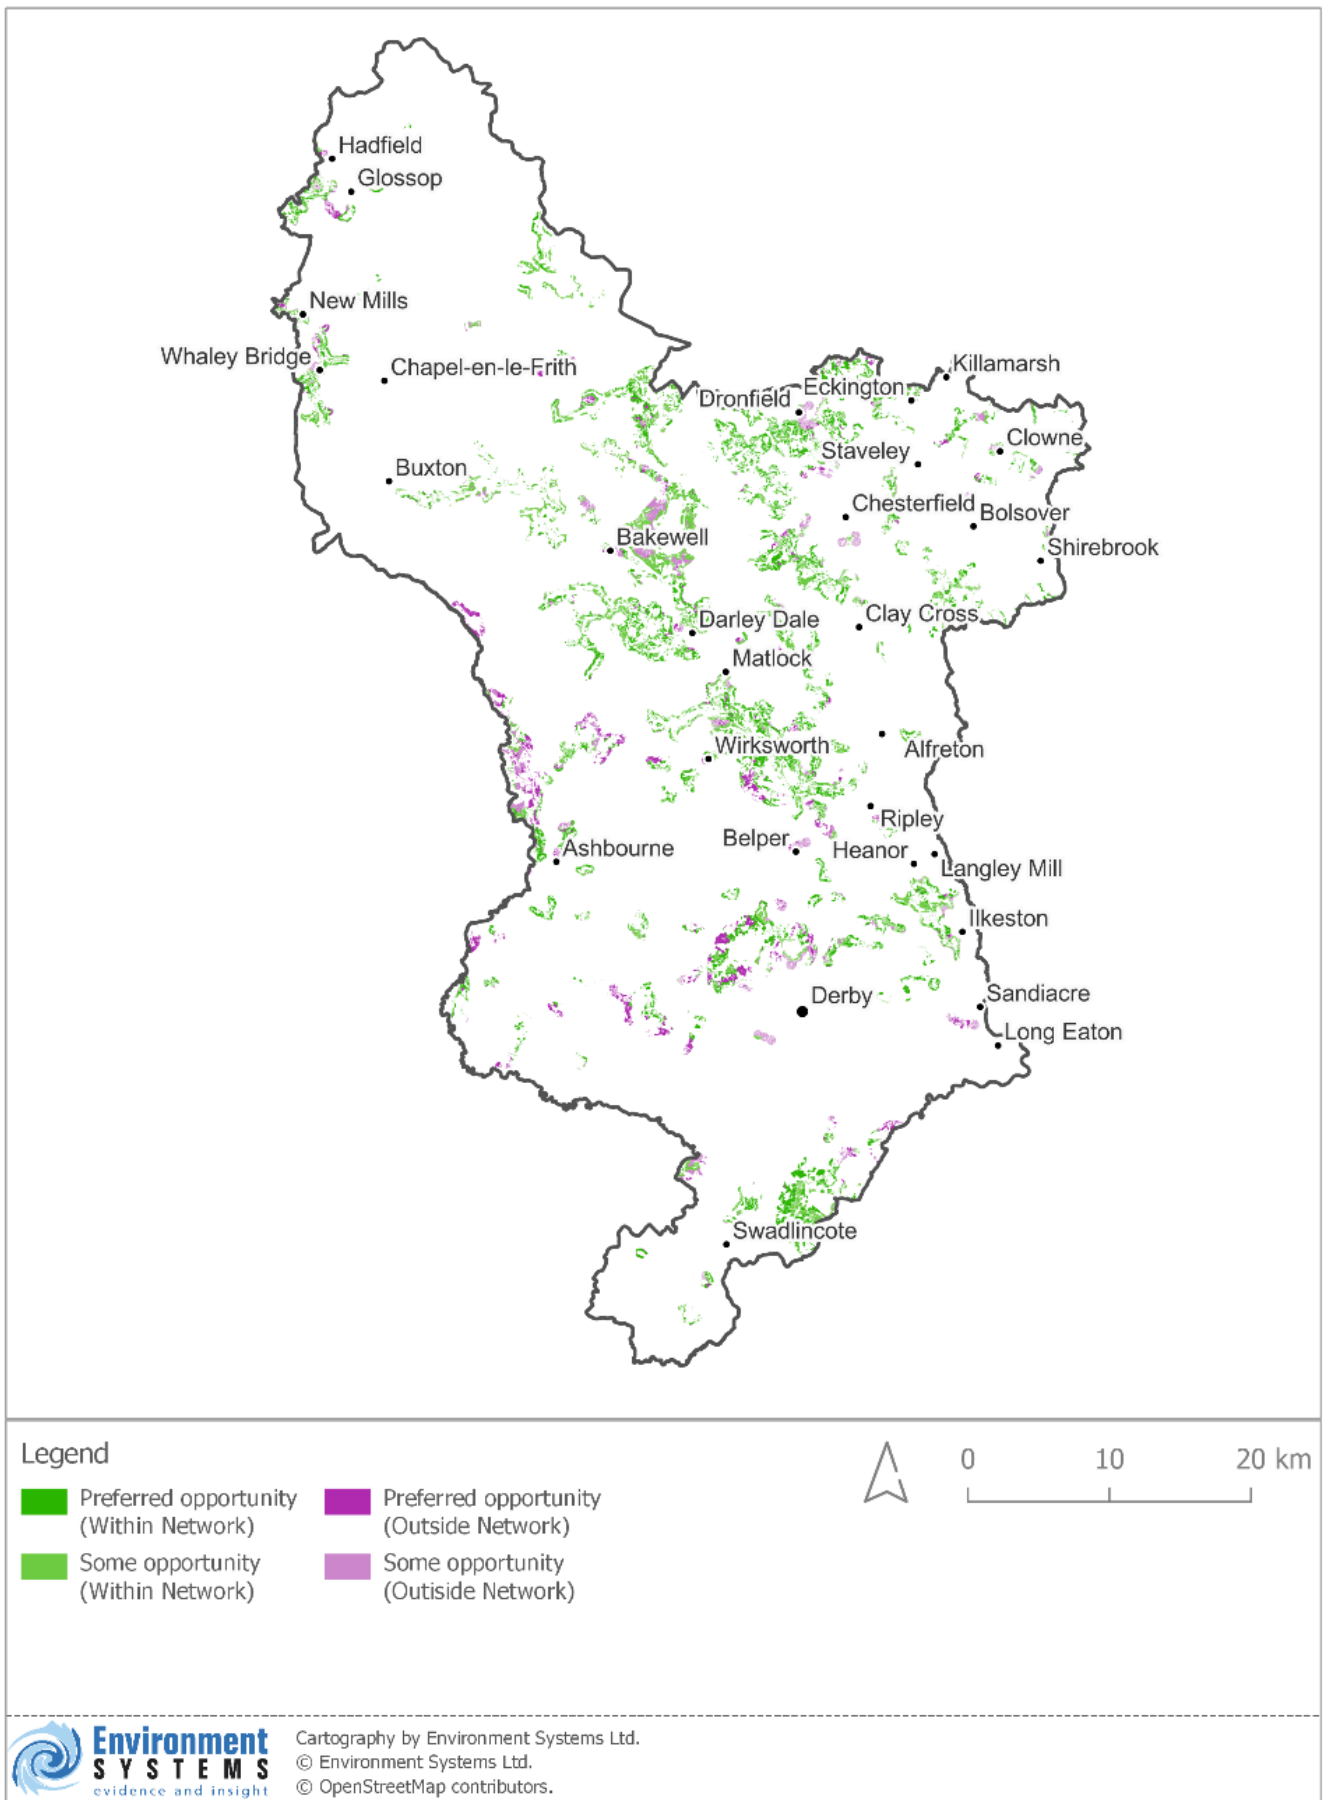 Hadfield
Glossop
New Mills
Whaley Bridge
Chapel-en-le-Frith
Killamarsh
Eckington
Dronfield
Clowne
Staveley
Buxton
Chesterfield
Bolsover
Bakewell
Shirebrook
Clay Cross
Darley Dale
Matlock
Wirksworth
Alfreton
Ripley
Belper
Heanor
Ashbourne
Langley Mill
Ilkeston
Derby
Sandiacre
Long Eaton
Swadlincote
Legend
Preferred opportunity
(Within Network)
Some opportunity
(Within Network)
Preferred opportunity
(Outside Network)
Some opportunity
(Outiside Network)
0 10 20 km
Environment
SYSTEMS
evidence and insight
Cartography by Environment Systems Ltd.
© Environment Systems Ltd.
© OpenStreetMap contributors.